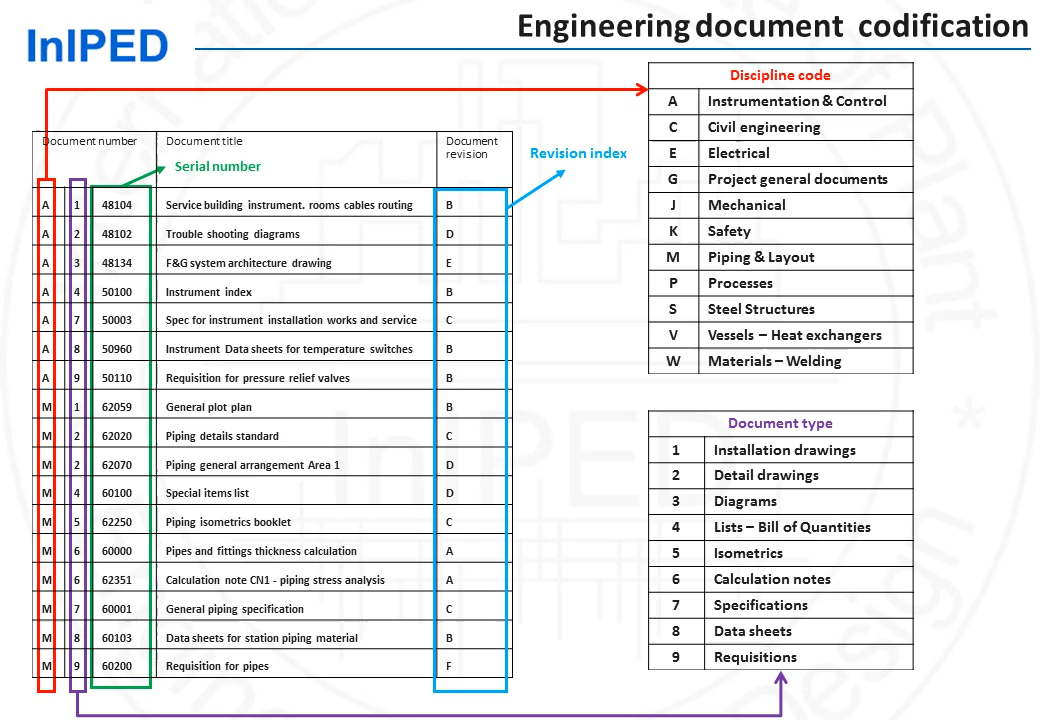 Engineering document codification
InIPED
Discipline code
A Instrumentation & Control
C Civil engineering
E Electrical
G Project general documents
J Mechanical
K Safety
M Piping & Layout
P Processes
S Steel Structures
V Vessels – Heat exchangers
W Materials – Welding
Document number Document title Document revision
Serial number
Revision index
A 1 48104 Service building instrument. rooms cables routing B
A 2 48102 Trouble shooting diagrams D
A 3 48134 F&G system architecture drawing E
A 4 50100 Instrument index B
A 7 50003 Spec for instrument installation works and service C
A 8 50960 Instrument Data sheets for temperature switches B
A 9 50110 Requisition for pressure relief valves B
M 1 62059 General plot plan B
M 2 62020 Piping details standard C
M 2 62070 Piping general arrangement Area 1 D
M 4 60100 Special items list D
M 5 62250 Piping isometrics booklet C
M 6 60000 Pipes and fittings thickness calculation A
M 6 62351 Calculation note CN1 - piping stress analysis A
M 7 60001 General piping specification C
M 8 60103 Data sheets for station piping material B
M 9 60200 Requisition for pipes F
Document type
1 Installation drawings
2 Detail drawings
3 Diagrams
4 Lists – Bill of Quantities
5 Isometrics
6 Calculation notes
7 Specifications
8 Data sheets
9 Requisitions
InIPED